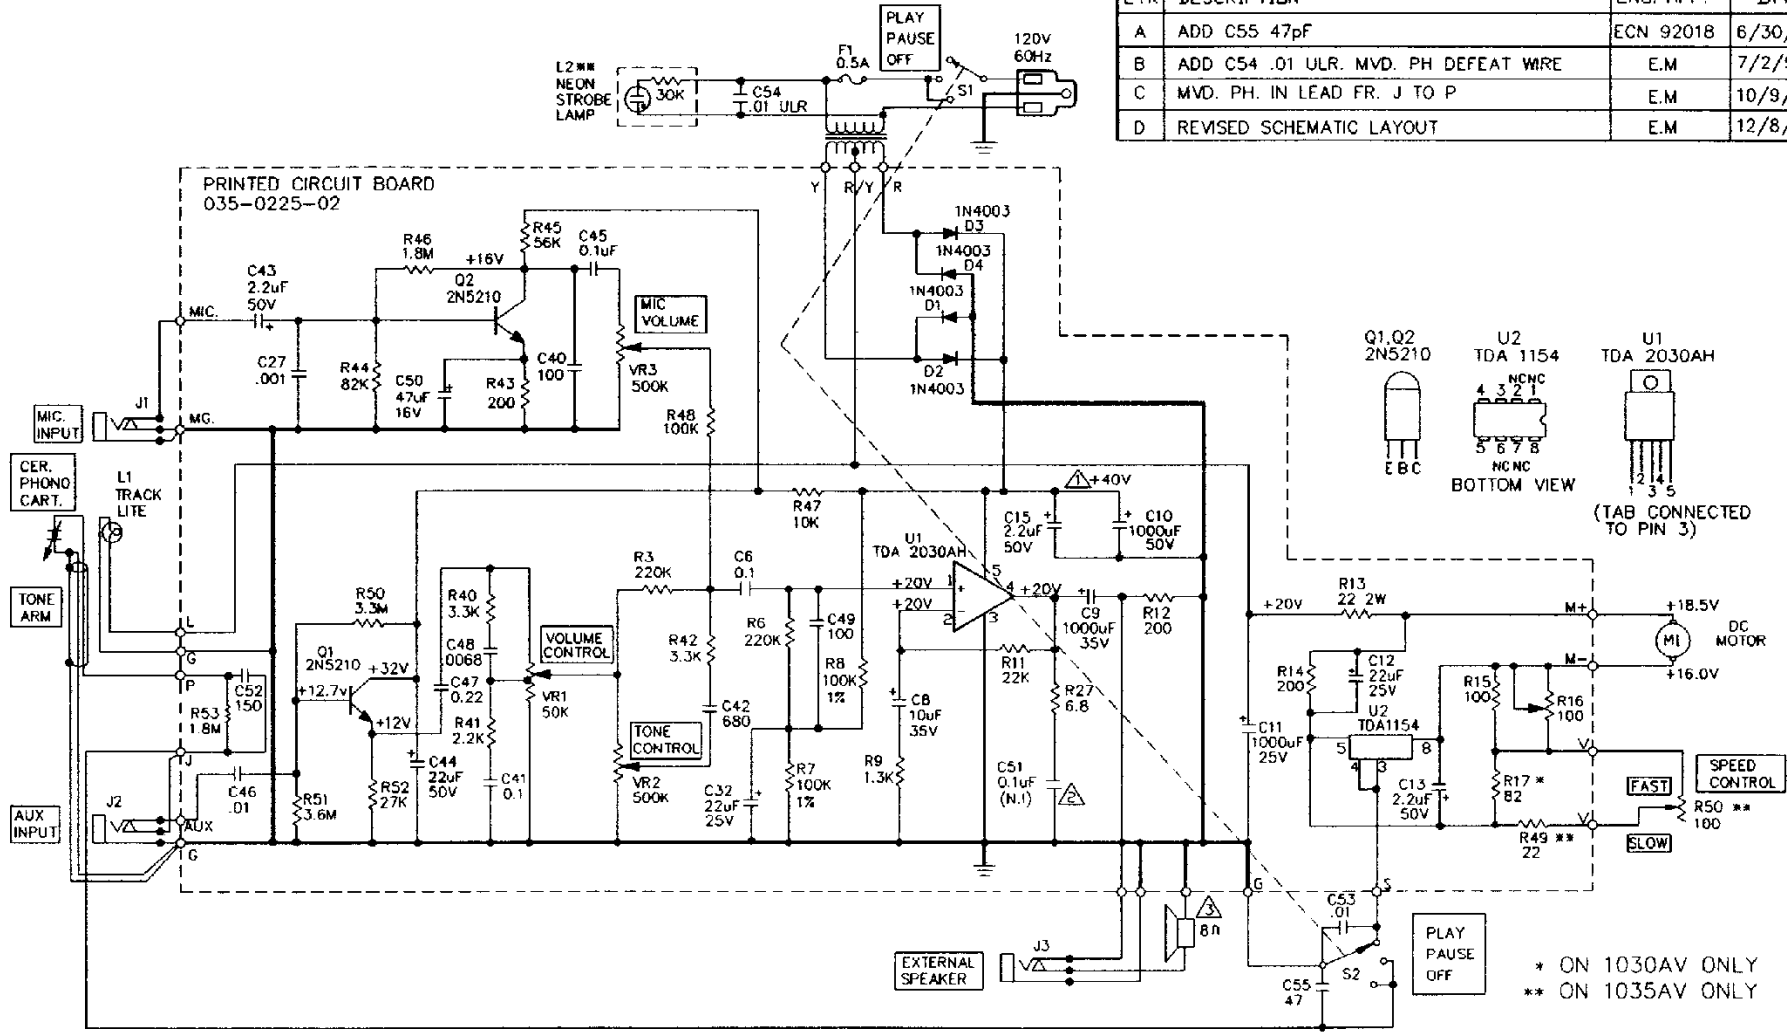 LTR DESCRIPTION
A ADD C55 47pF ECN 92018 6/30/
B ADD C54 .01 ULR. MVD. PH DEFEAT WIRE E.M 7/2/
C MVD. PH. IN LEAD FR. J TO P E.M 10/9/
D REVISED SCHEMATIC LAYOUT E.M 12/8/
PLAY
PAUSE
OFF
F1
0.5A
120V
60Hz
S1
L2**
NEON
STROBE
LAMP
30K
C54
.01 ULR
Y R/Y R
PRINTED CIRCUIT BOARD
035-0225-02
R45
56K
C45
0.1uF
R46
1.8M
+16V
Q2
2N5210
C43
2.2uF
50V
+
MIC.
MIC
VOLUME
C27
.001
R44
82K
C50
47uF
16V
+
R43
200
C40
100
VR3
500K
R48
100K
1N4003
D3
1N4003
D4
1N4003
D1
D2
1N4003
Q1,Q2
2N5210
E B C
U2
TDA 1154
NC NC
4 3 2 1
5 6 7 8
NC NC
BOTTOM VIEW
U1
TDA 2030AH
1 2 3 4 5
(TAB CONNECTED
TO PIN 3)
MIC.
INPUT
J1
MG.
CER.
PHONO
CART.
L1
TRACK
LITE
TONE
ARM
L
G
P
J
AUX
G
R47
10K
1 +40V
C15
2.2uF
50V
+
C10
1000uF
50V
+
U1
TDA 2030AH
R3
220K
C6
0.1
+20V
+20V
1
2
3
4
5
+
−
+20V
+
C9
1000uF
35V
R12
200
R50
3.3M
R40
3.3K
Q1
2N5210
+32V
+12.7v
+12V
C48
.0068
C47
0.22
VOLUME
CONTROL
VR1
50K
R41
2.2K
R42
3.3K
C42
680
R6
220K
C49
100
R8
100K
1%
R11
22K
R27
6.8
C8
10uF
35V
+
C52
150
R53
1.8M
C46
.01
R51
3.6M
R52
27K
C44
22uF
50V
+
C41
0.1
TONE
CONTROL
VR2
500K
C32
22uF
25V
+
R7
100K
1%
R9
1.3K
C51
0.1uF
(N.I)
2
AUX
INPUT
J2
+20V
R13
22 2W
M+
+18.5V
M1
DC
MOTOR
M−
+16.0V
R14
200
C12
22uF
25V
+
U2
TDA1154
5
8
4
3
R15
100
R16
100
V
C11
1000uF
25V
+
C13
2.2uF
50V
+
R17 *
82
FAST
SPEED
CONTROL
R50 **
100
V
R49 **
22
SLOW
G
S
3
8Ω
EXTERNAL
SPEAKER
J3
C53
.01
C55
47
S2
PLAY
PAUSE
OFF
* ON 1030AV ONLY
** ON 1035AV ONLY